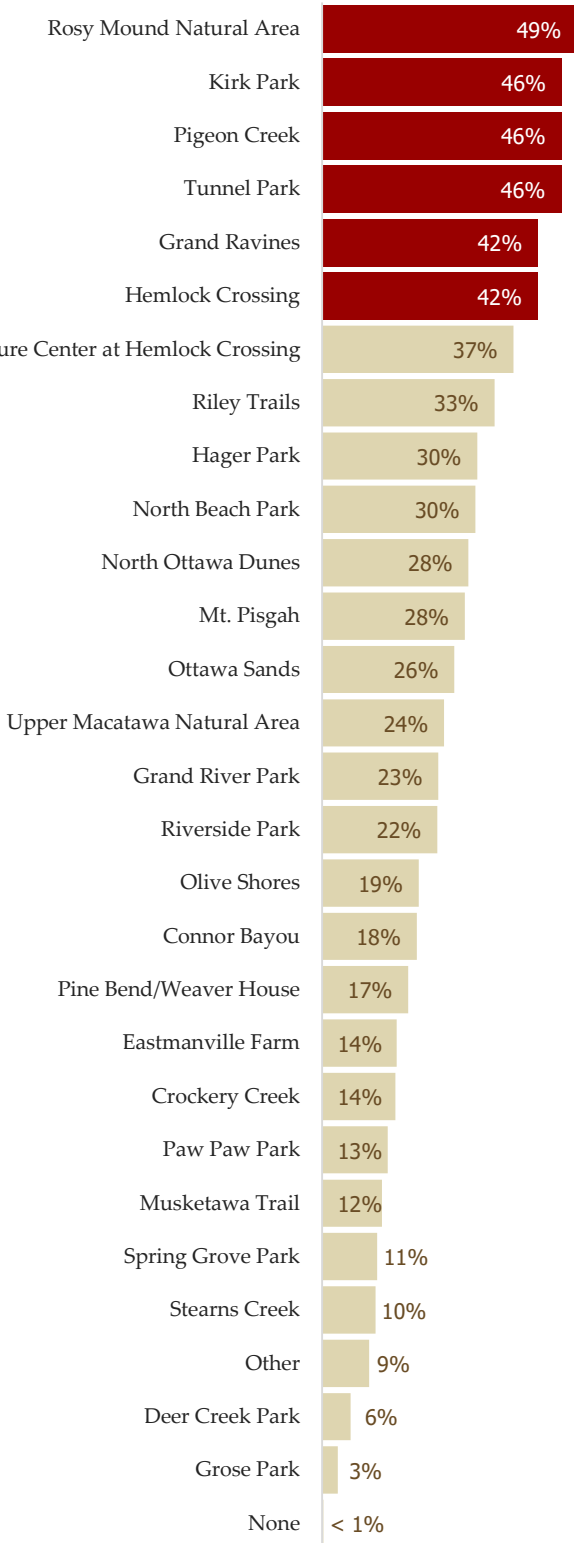 Rosy Mound Natural Area 49%
Kirk Park 46%
Pigeon Creek 46%
Tunnel Park 46%
Grand Ravines 42%
Hemlock Crossing 42%
ure Center at Hemlock Crossing 37%
Riley Trails 33%
Hager Park 30%
North Beach Park 30%
North Ottawa Dunes 28%
Mt. Pisgah 28%
Ottawa Sands 26%
Upper Macatawa Natural Area 24%
Grand River Park 23%
Riverside Park 22%
Olive Shores 19%
Connor Bayou 18%
Pine Bend/Weaver House 17%
Eastmanville Farm 14%
Crockery Creek 14%
Paw Paw Park 13%
Musketawa Trail 12%
Spring Grove Park 11%
Stearns Creek 10%
Other 9%
Deer Creek Park 6%
Grose Park 3%
None < 1%